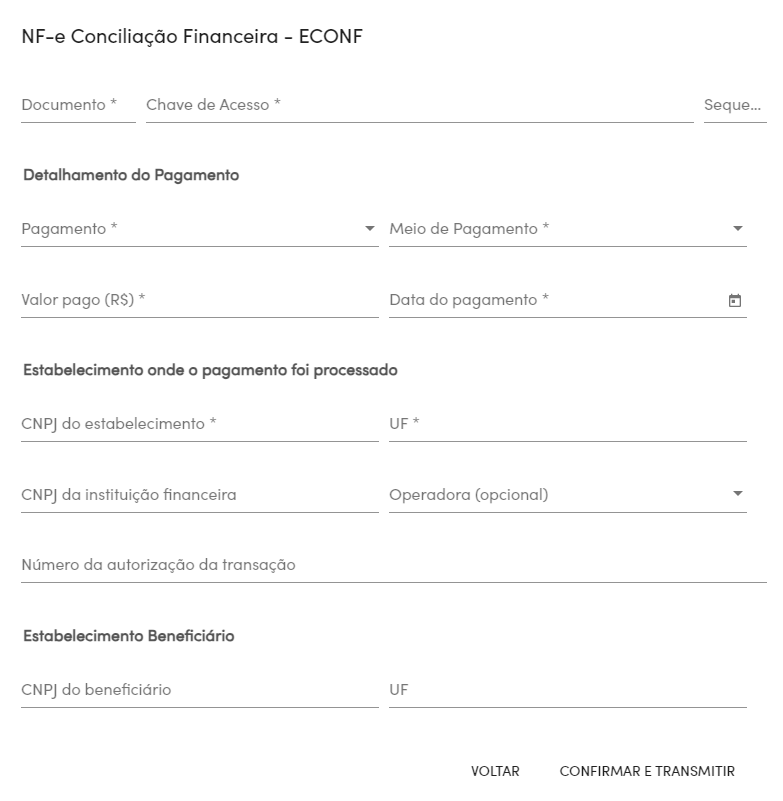 NF-e Conciliação Financeira - ECONF
Documento * Chave de Acesso * Seque...
Detalhamento do Pagamento
Pagamento * Meio de Pagamento *
Valor pago (R$) * Data do pagamento *
Estabelecimento onde o pagamento foi processado
CNPJ do estabelecimento * UF *
CNPJ da instituição financeira Operadora (opcional)
Número da autorização da transação
Estabelecimento Beneficiário
CNPJ do beneficiário UF
VOLTAR CONFIRMAR E TRANSMITIR